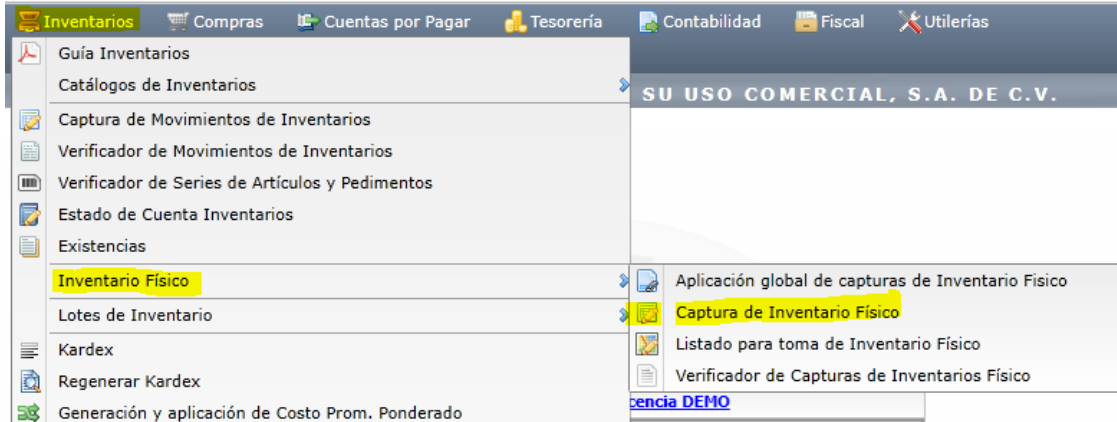 Inventarios Compras Cuentas por Pagar Tesorería Contabilidad Fiscal Utilerías
Guía Inventarios
Catálogos de Inventarios
SU USO COMERCIAL, S.A. DE C.V.
Captura de Movimientos de Inventarios
Verificador de Movimientos de Inventarios
Verificador de Series de Artículos y Pedimentos
Estado de Cuenta Inventarios
Existencias
Inventario Físico
Aplicación global de capturas de Inventario Fisico
Lotes de Inventario
Captura de Inventario Físico
Kardex
Listado para toma de Inventario Físico
Regenerar Kardex
Verificador de Capturas de Inventarios Físico
Generación y aplicación de Costo Prom. Ponderado
cencia DEMO